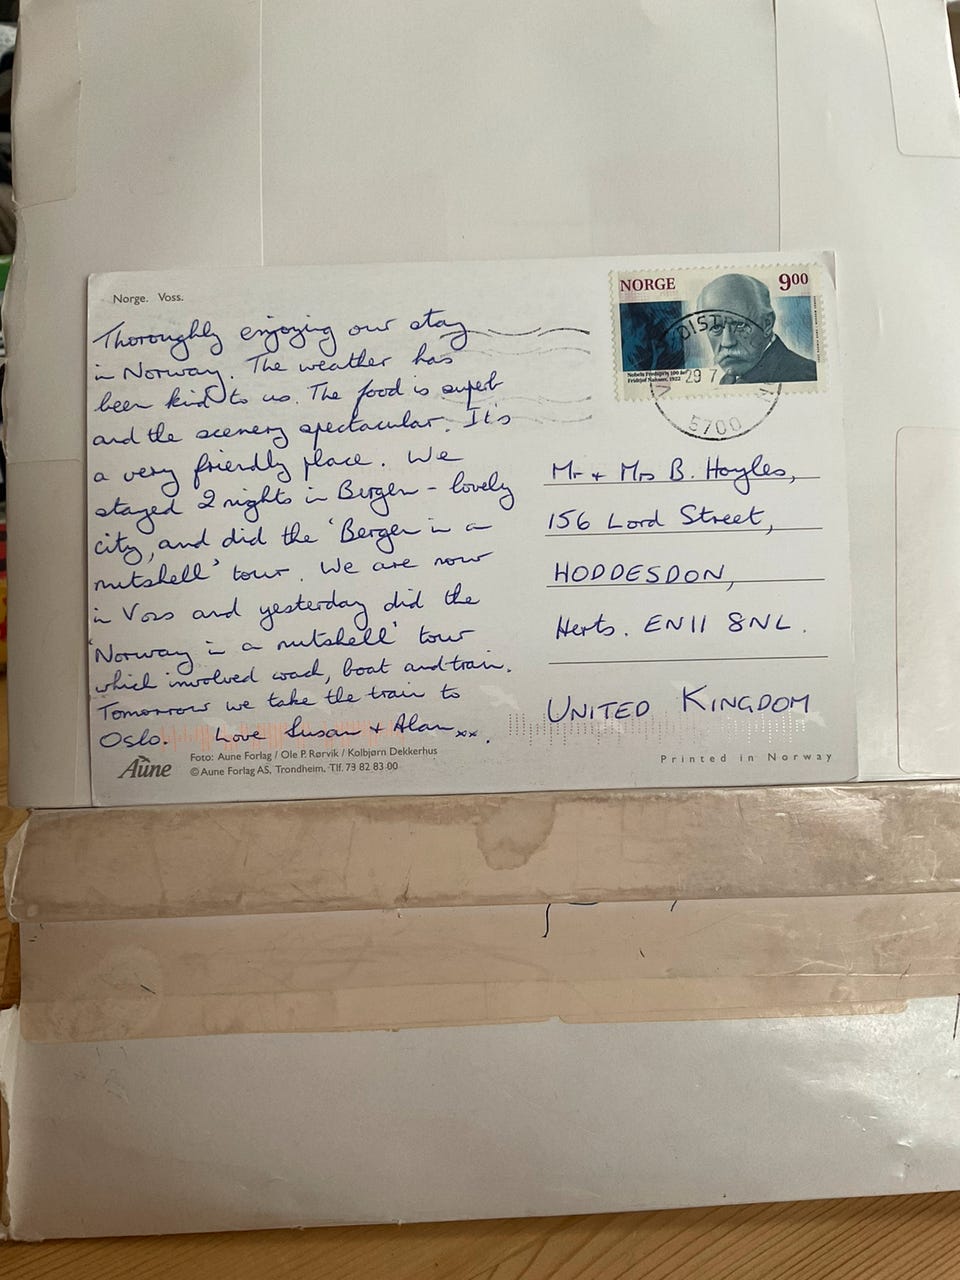 Norge. Voss.
Thoroughly enjoying our stay
in Norway. The weather has
been kind to us. The food is superb
and the scenery spectacular. It's
a very friendly place. We
stayed 2 nights in Bergen - lovely
city, and did the 'Bergen in a
nutshell' tour. We are now
in Voss and yesterday did the
'Norway in a nutshell' tour
which involved coach, boat and train.
Tomorrow we take the train to
Oslo. Love Susan + Alan xx.
Aune
Foto: Aune Forlag / Ole P. Rørvik / Kolbjørn Dekkerhus
© Aune Forlag AS, Trondheim, Tlf. 73 82 83 00
NORGE 900
Nobels Fredspris 100 år
Fridtjof Nansen, 1922
DIST
29 7
5700
Mr + Mrs B. Hoyles,
156 Lord Street,
HODDESDON,
Herts. EN11 8NL.
UNITED KINGDOM
Printed in Norway